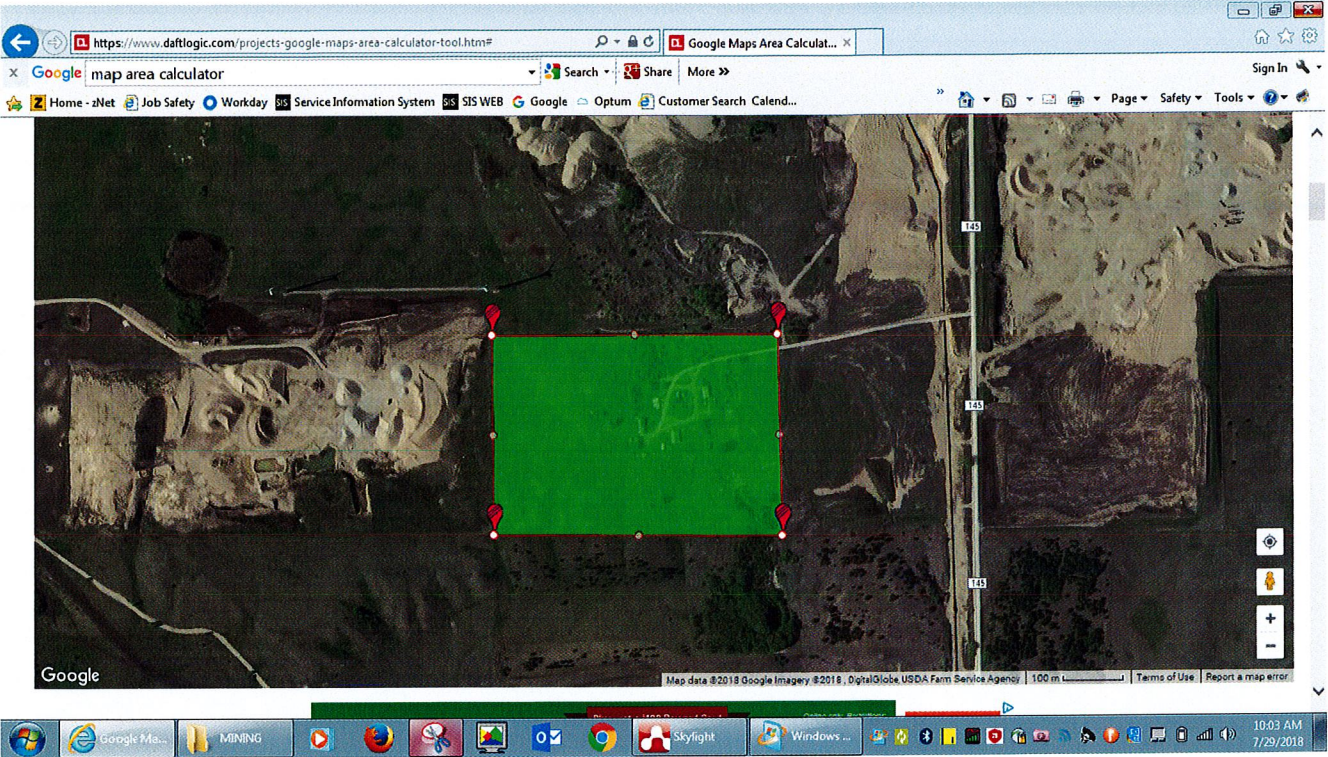 https://www.daftlogic.com/projects-google-maps-area-calculator-tool.htm#
Google Maps Area Calculat...
Google map area calculator Search Share More >> Sign In
Home - zNet Job Safety Workday SIS Service Information System SIS SIS WEB Google Optum Customer Search Calend... Page Safety Tools
145
145
145
Google
Map data ©2018 Google Imagery ©2018 , DigitalGlobe, USDA Farm Service Agency 100 m Terms of Use Report a map error
Google Ma... MINING Skylight Windows ...
10:03 AM
7/29/2018